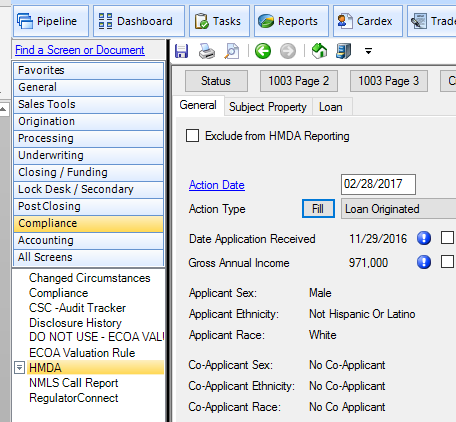 Pipeline Dashboard Tasks Reports Cardex
Find a Screen or Document
Favorites
General
Sales Tools
Origination
Processing
Underwriting
Closing / Funding
Lock Desk / Secondary
Post Closing
Compliance
Accounting
All Screens
Changed Circumstances
Compliance
CSC -Audit Tracker
Disclosure History
DO NOT USE - ECOA VAL
ECOA Valuation Rule
HMDA
NMLS Call Report
RegulatorConnect
Status 1003 Page 2 1003 Page 3
General Subject Property Loan
Exclude from HMDA Reporting
Action Date 02/28/2017
Action Type Fill Loan Originated
Date Application Received 11/29/2016
Gross Annual Income 971,000
Applicant Sex: Male
Applicant Ethnicity: Not Hispanic Or Latino
Applicant Race: White
Co-Applicant Sex: No Co-Applicant
Co-Applicant Ethnicity: No Co-Applicant
Co-Applicant Race: No Co Applicant